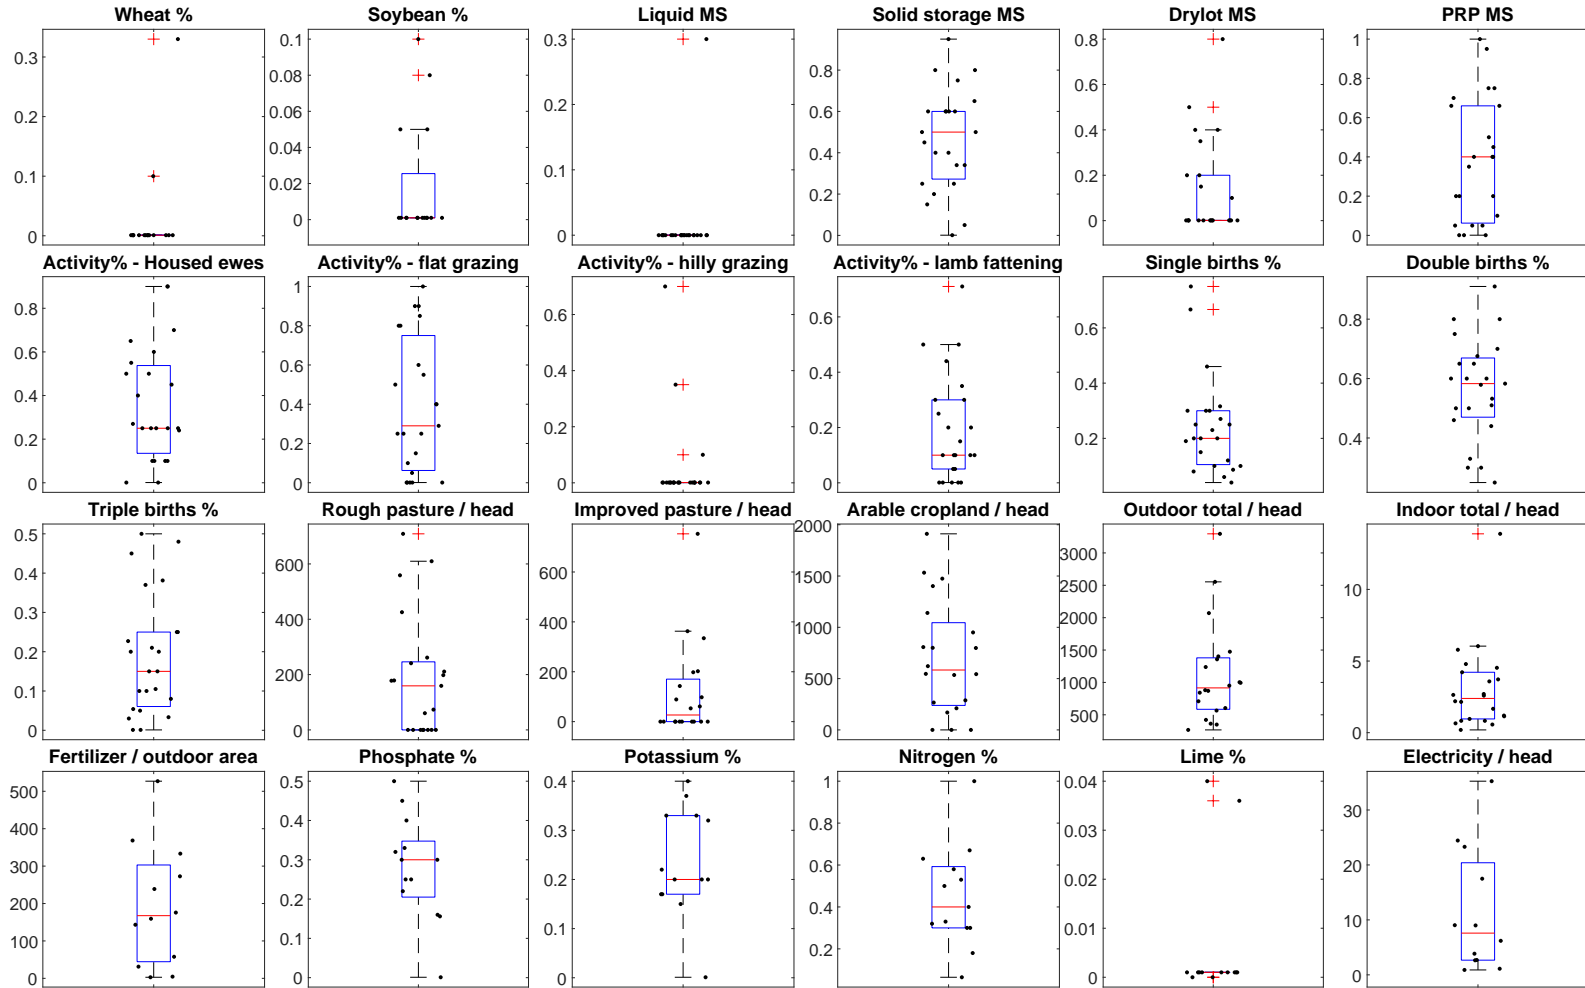 Wheat % Soybean % Liquid MS Solid storage MS Drylot MS PRP MS
0.3 0.2 0.1 0
0.1 0.08 0.06 0.04 0.02 0
0.3 0.2 0.1 0
0.8 0.6 0.4 0.2 0
0.8 0.6 0.4 0.2 0
1 0.8 0.6 0.4 0.2 0
Activity% - Housed ewes Activity% - flat grazing Activity% - hilly grazing Activity% - lamb fattening Single births % Double births %
0.8 0.6 0.4 0.2 0
1 0.8 0.6 0.4 0.2 0
0.6 0.4 0.2 0
0.6 0.4 0.2 0
0.6 0.4 0.2
0.8 0.6 0.4
Triple births % Rough pasture / head Improved pasture / head Arable cropland / head Outdoor total / head Indoor total / head
0.5 0.4 0.3 0.2 0.1 0
600 400 200 0
600 400 200 0
2000 1500 1000 500 0
3000 2500 2000 1500 1000 500
10 5 0
Fertilizer / outdoor area Phosphate % Potassium % Nitrogen % Lime % Electricity / head
500 400 300 200 100 0
0.5 0.4 0.3 0.2 0.1 0
0.4 0.3 0.2 0.1 0
1 0.8 0.6 0.4 0.2
0.04 0.03 0.02 0.01 0
30 20 10 0